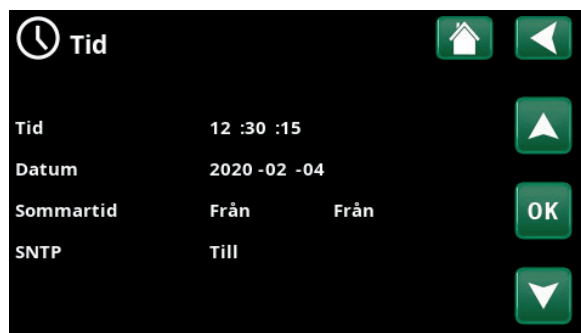 Tid
Tid 12 :30 :15
Datum 2020 -02 -04
Sommartid Från Från
OK
SNTP Till